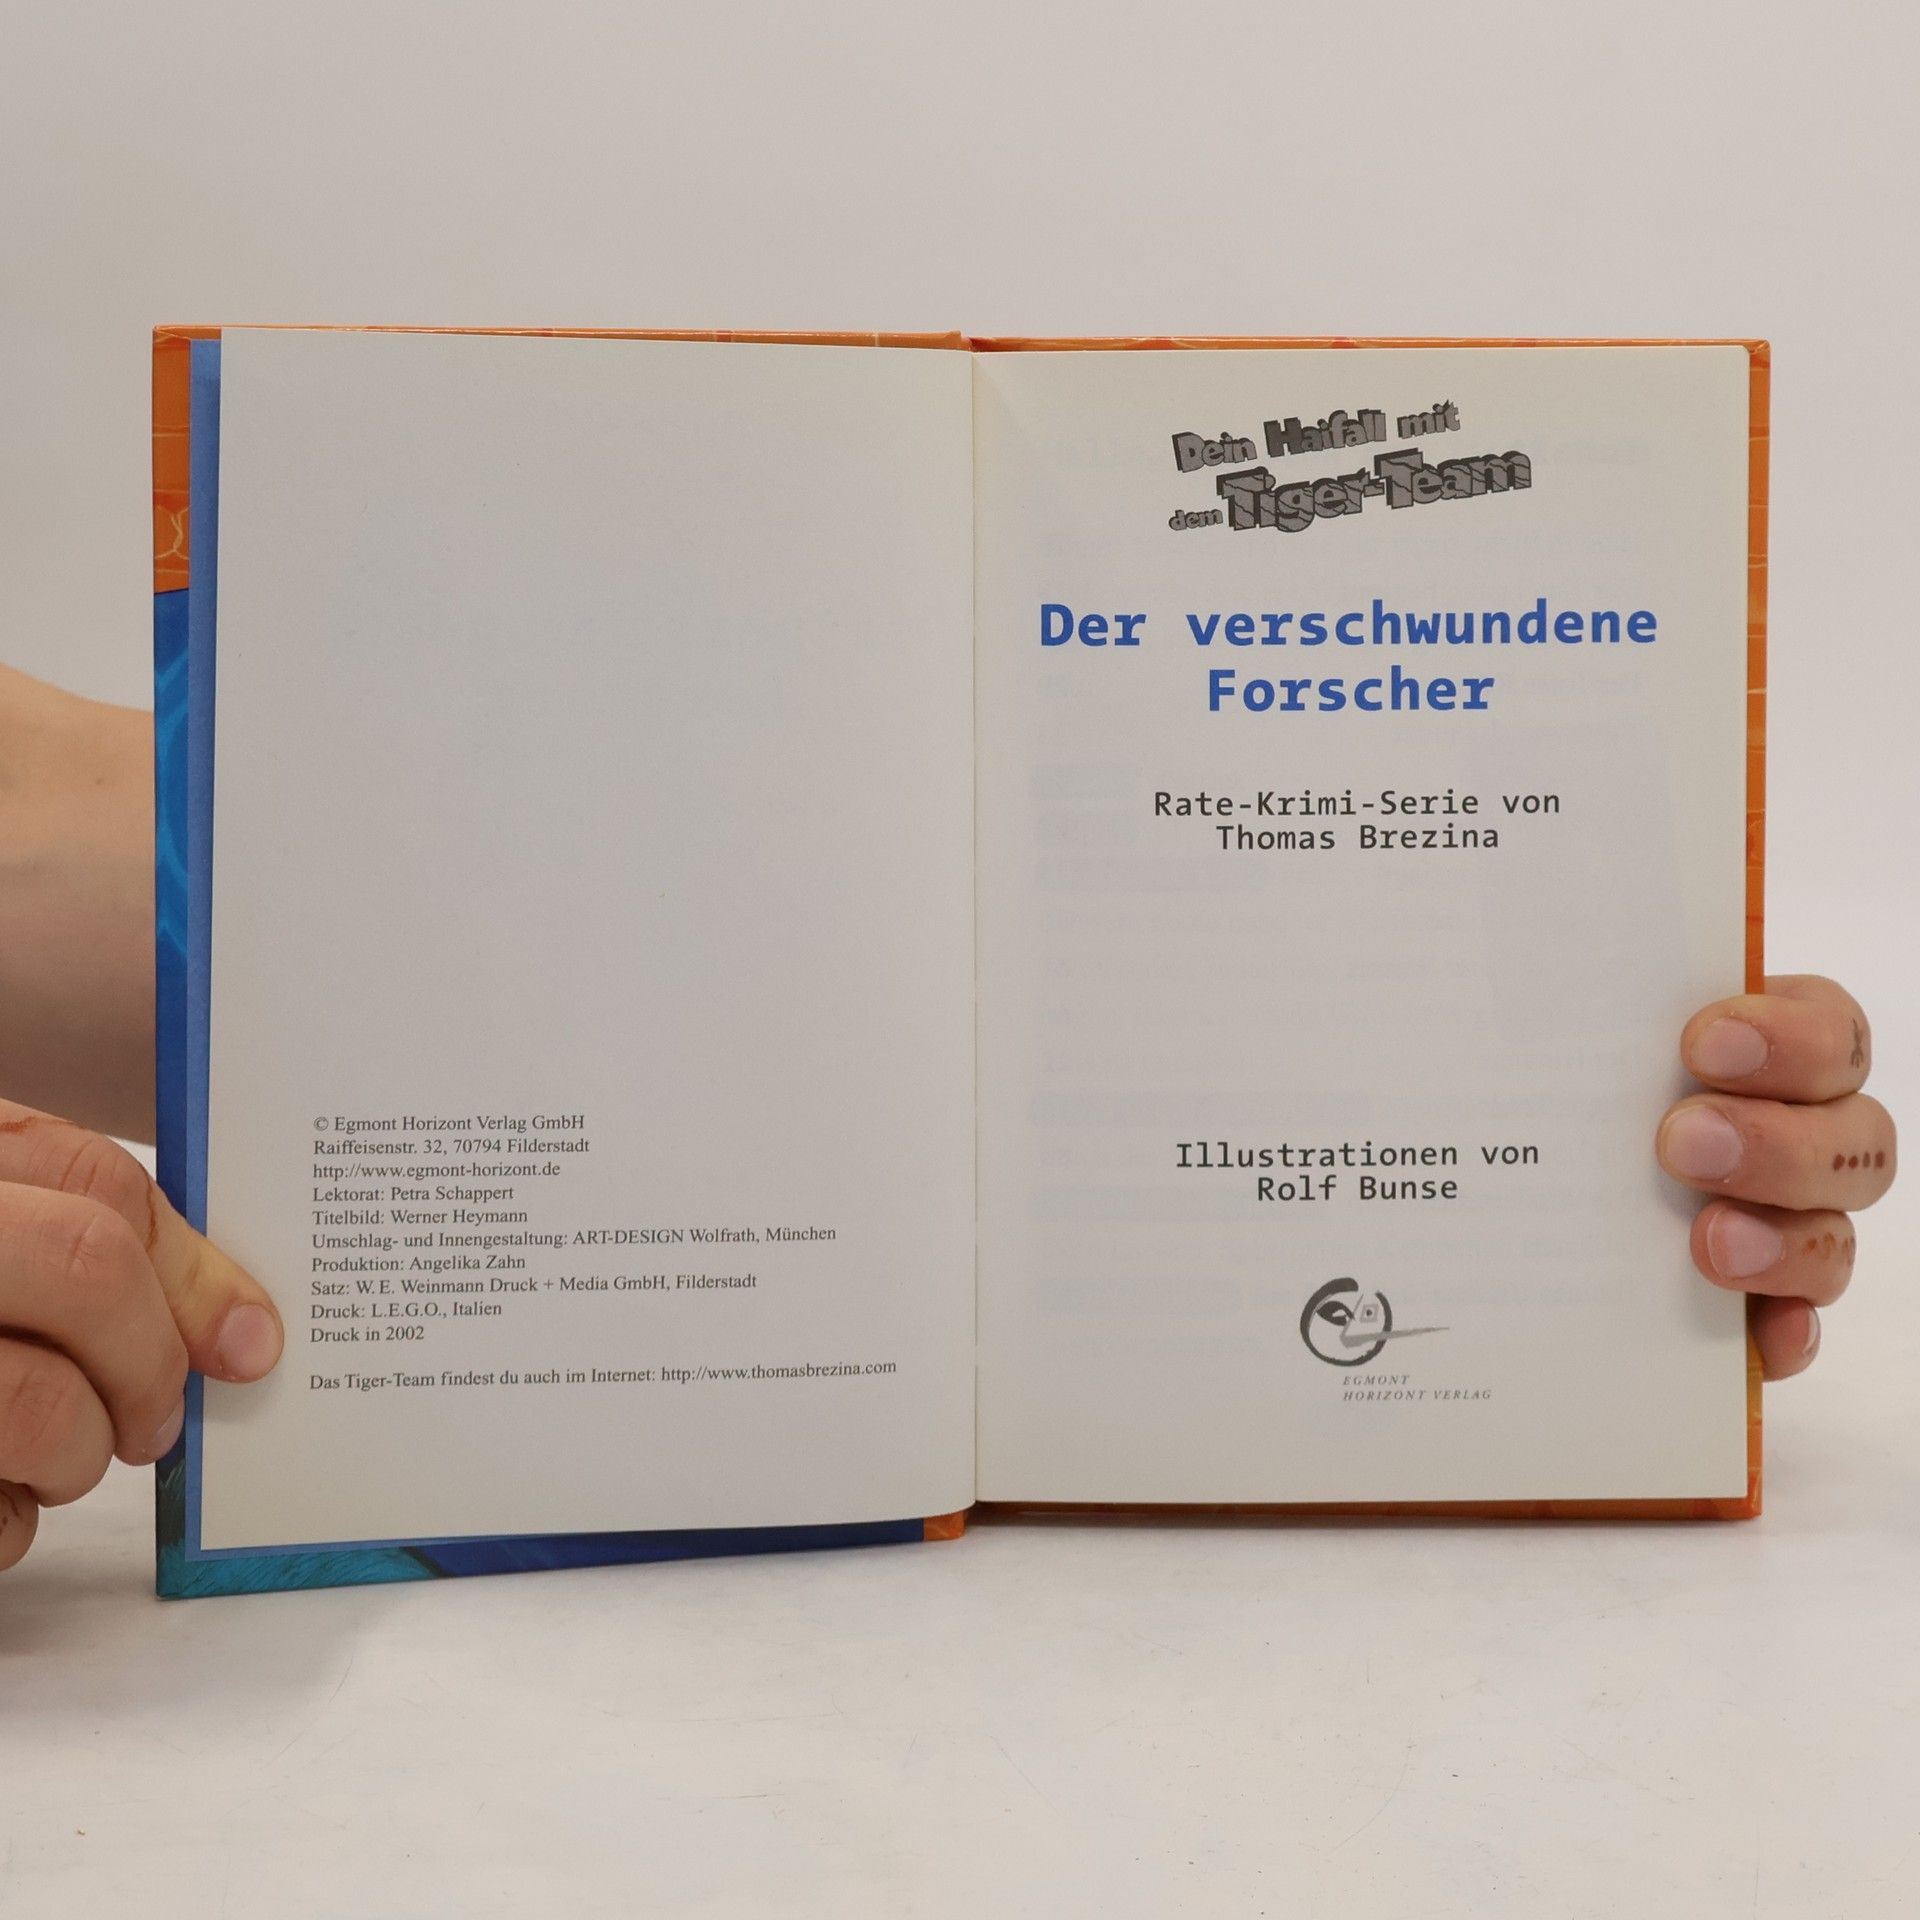 © Egmont Horizont Verlag GmbH
Raiffeisenstr. 32, 70794 Filderstadt
http://www.egmont-horizont.de
Lektorat: Petra Schappert
Titelbild: Werner Heymann
Umschlag- und Innengestaltung: ART-DESIGN Wolfrath, München
Produktion: Angelika Zahn
Satz: W. E. Weinmann Druck + Media GmbH, Filderstadt
Druck: L.E.G.O., Italien
Druck in 2002
Das Tiger-Team findest du auch im Internet: http://www.thomasbrezina.com
Dein Haifall mit
dem Tiger-Team
Der verschwundene
Forscher
Rate-Krimi-Serie von
Thomas Brezina
Illustrationen von
Rolf Bunse
EGMONT
HORIZONT VERLAG